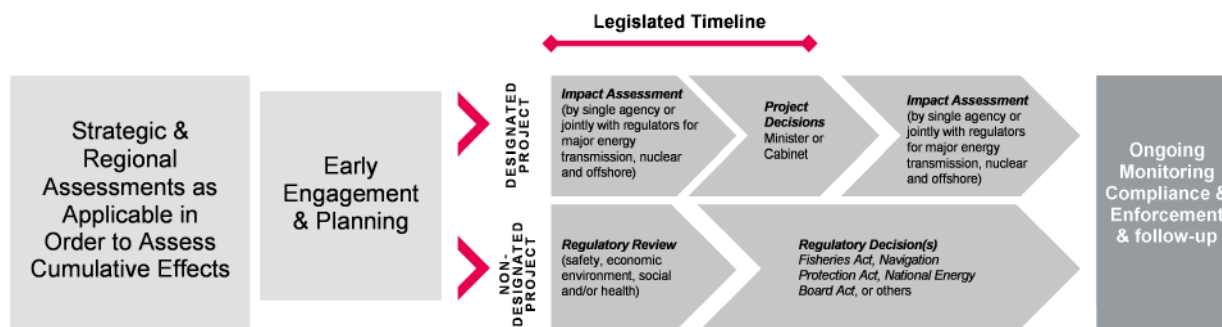 Legislated Timeline
Strategic &
Regional
Assessments as
Applicable in
Order to Assess
Cumulative Effects
Early
Engagement
& Planning
DESIGNATED
PROJECT
Impact Assessment
(by single agency or
jointly with regulators for
major energy
transmission, nuclear
and offshore)
Project
Decisions
Minister or
Cabinet
Impact Assessment
(by single agency or
jointly with regulators
for major energy
transmission, nuclear
and offshore)
NON-
DESIGNATED
PROJECT
Regulatory Review
(safety, economic
environment, social
and/or health)
Regulatory Decision(s)
Fisheries Act, Navigation
Protection Act, National Energy
Board Act, or others
Ongoing
Monitoring
Compliance &
Enforcement
& follow-up